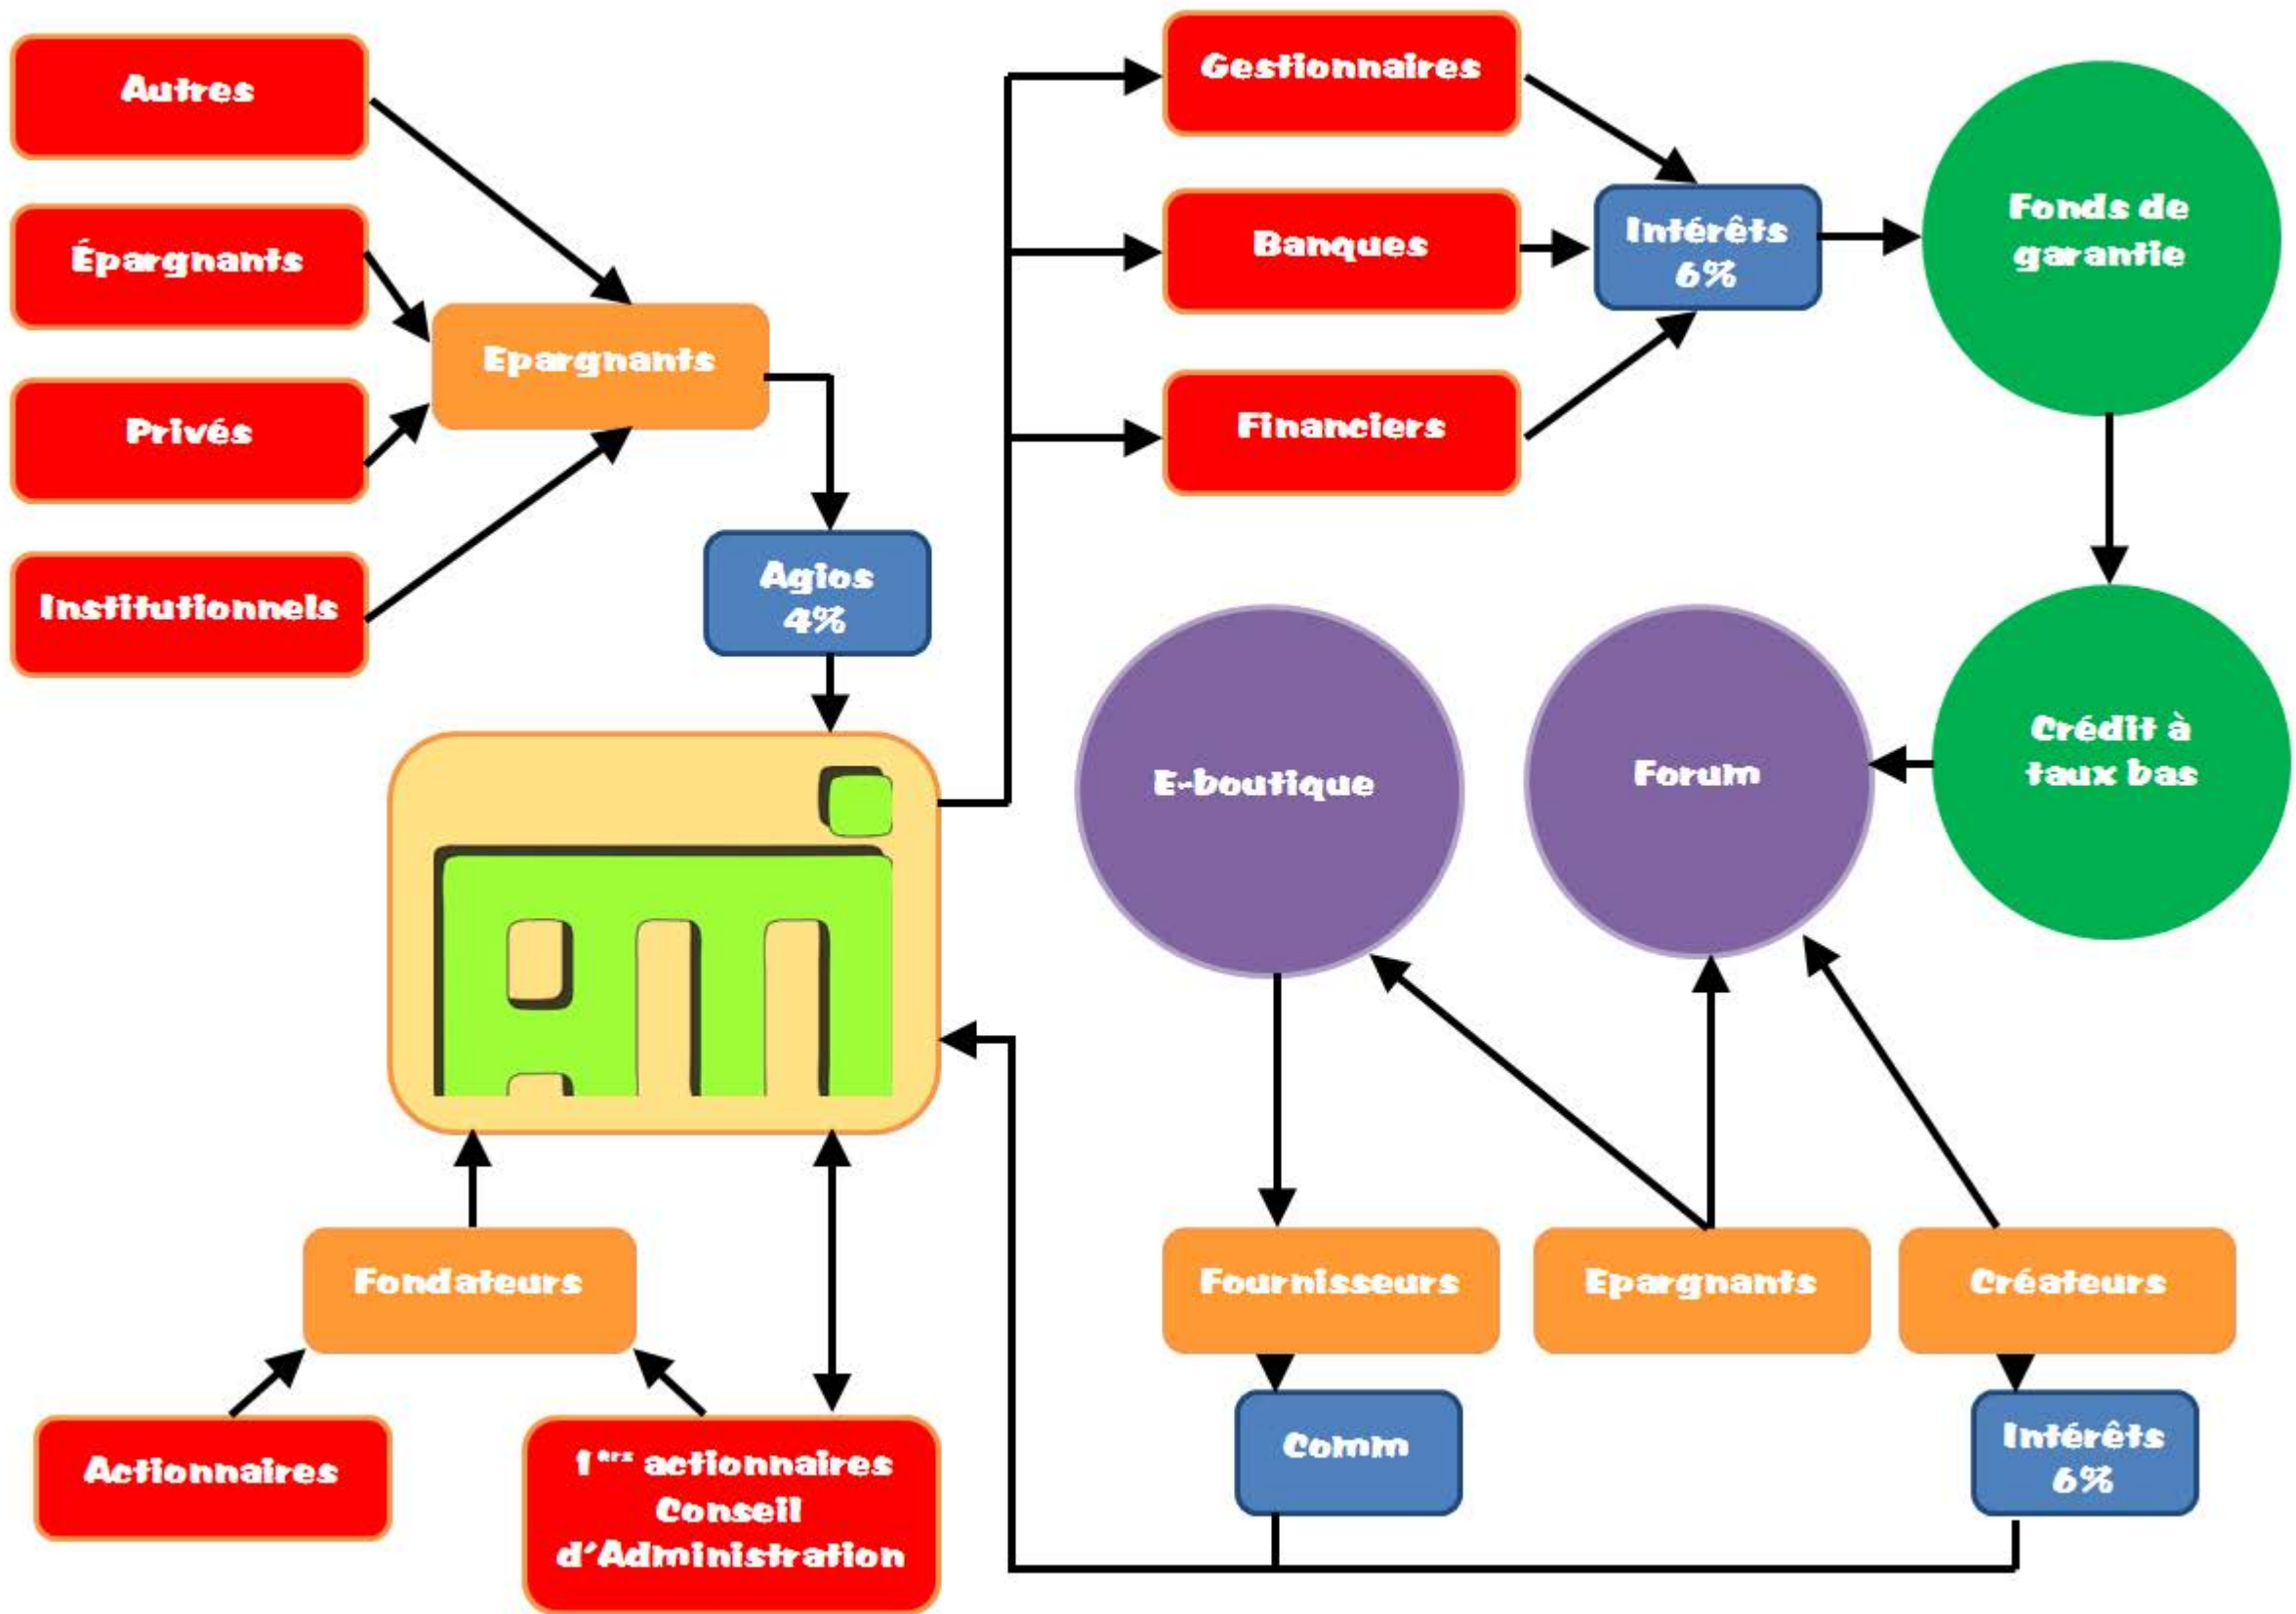 Autres
Épargnants
Privés
Institutionnels
Epargnants
Agios
4%
Gestionnaires
Banques
Financiers
Intérêts
6%
Fonds de
garantie
Crédit à
taux bas
E-boutique
Forum
Fondateurs
Actionnaires
1ers actionnaires
Conseil
d'Administration
Fournisseurs
Epargnants
Créateurs
Comm
Intérêts
6%